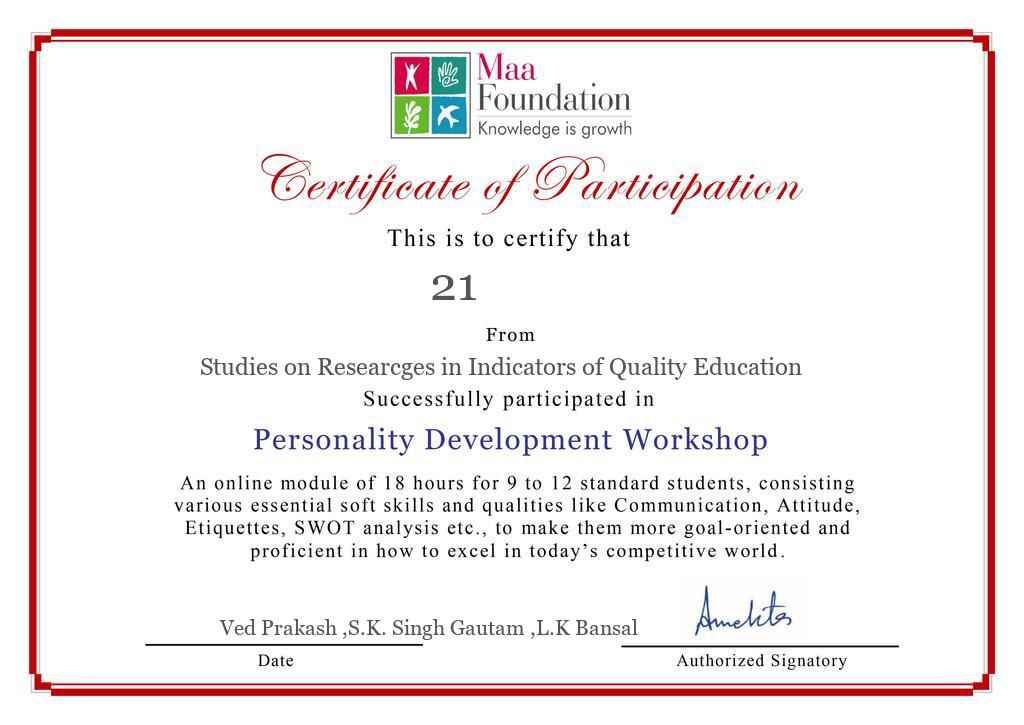 Maa
Foundation
Knowledge is growth
Certificate of Participation
This is to certify that
21
From
Studies on Researcges in Indicators of Quality Education
Successfully participated in
Personality Development Workshop
An online module of 18 hours for 9 to 12 standard students, consisting
various essential soft skills and qualities like Communication, Attitude,
Etiquettes, SWOT analysis etc., to make them more goal-oriented and
proficient in how to excel in today's competitive world.
Ved Prakash ,S.K. Singh Gautam ,L.K Bansal
Date
Authorized Signatory